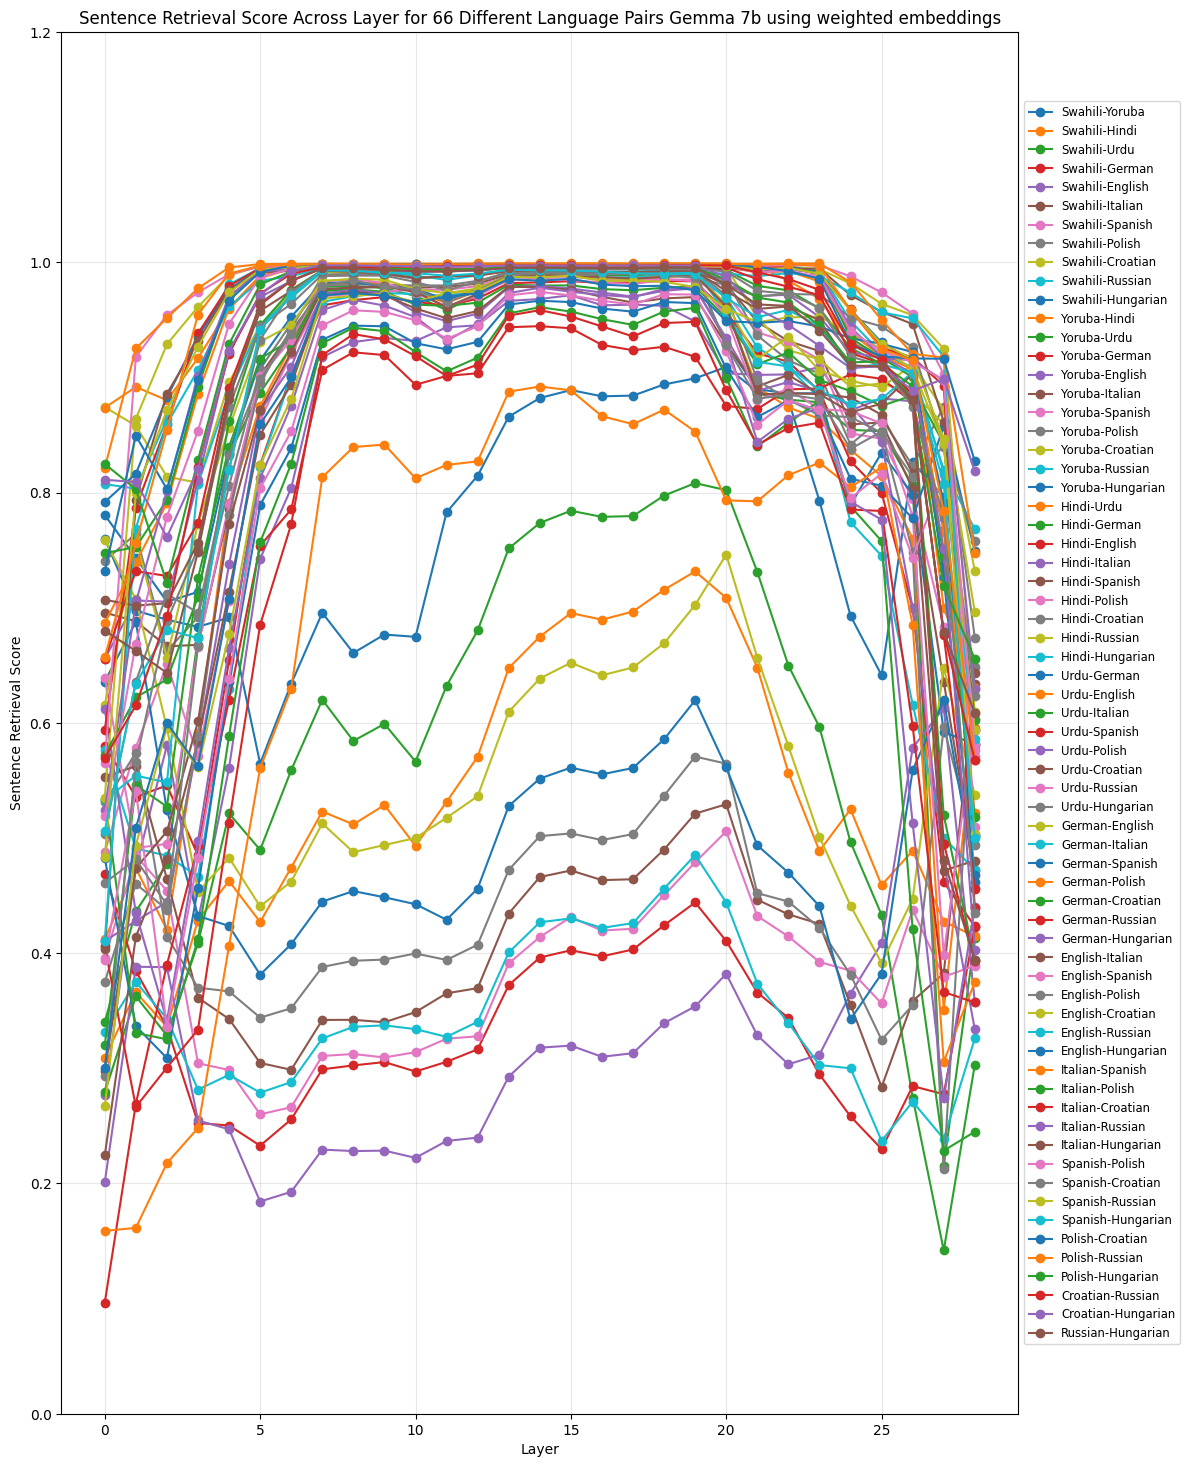 Sentence Retrieval Score Across Layer for 66 Different Language Pairs Gemma 7b using weighted embeddings
1.2
1.0
0.8
0.6
0.4
0.2
0.0
Sentence Retrieval Score
0
5
10
15
20
25
Layer
Swahili-Yoruba
Swahili-Hindi
Swahili-Urdu
Swahili-German
Swahili-English
Swahili-Italian
Swahili-Spanish
Swahili-Polish
Swahili-Croatian
Swahili-Russian
Swahili-Hungarian
Yoruba-Hindi
Yoruba-Urdu
Yoruba-German
Yoruba-English
Yoruba-Italian
Yoruba-Spanish
Yoruba-Polish
Yoruba-Croatian
Yoruba-Russian
Yoruba-Hungarian
Hindi-Urdu
Hindi-German
Hindi-English
Hindi-Italian
Hindi-Spanish
Hindi-Polish
Hindi-Croatian
Hindi-Russian
Hindi-Hungarian
Urdu-German
Urdu-English
Urdu-Italian
Urdu-Spanish
Urdu-Polish
Urdu-Croatian
Urdu-Russian
Urdu-Hungarian
German-English
German-Italian
German-Spanish
German-Polish
German-Croatian
German-Russian
German-Hungarian
English-Italian
English-Spanish
English-Polish
English-Croatian
English-Russian
English-Hungarian
Italian-Spanish
Italian-Polish
Italian-Croatian
Italian-Russian
Italian-Hungarian
Spanish-Polish
Spanish-Croatian
Spanish-Russian
Spanish-Hungarian
Polish-Croatian
Polish-Russian
Polish-Hungarian
Croatian-Russian
Croatian-Hungarian
Russian-Hungarian